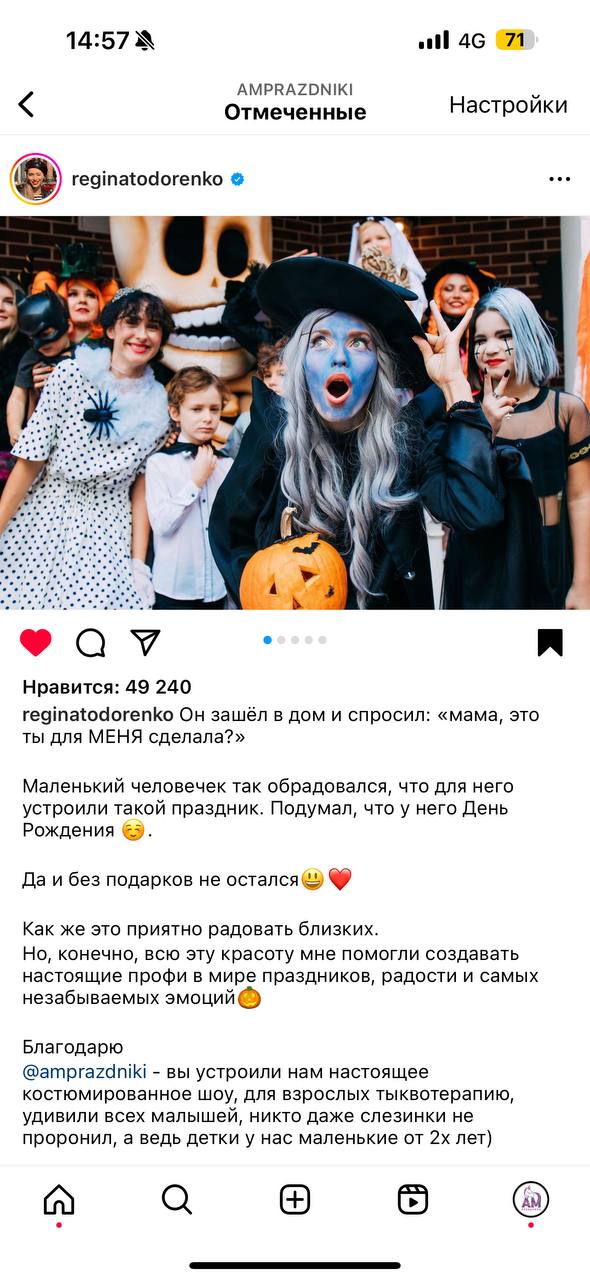 14:57
4G
71
AMPRAZDNIKI
Отмеченные
Настройки
reginatodorenko
Нравится: 49 240
reginatodorenko Он зашёл в дом и спросил: «мама, это
ты для МЕНЯ сделала?»
Маленький человечек так обрадовался, что для него
устроили такой праздник. Подумал, что у него День
Рождения ☺️.
Да и без подарков не остался😃❤️
Как же это приятно радовать близких.
Но, конечно, всю эту красоту мне помогли создавать
настоящие профи в мире праздников, радости и самых
незабываемых эмоций🎃
Благодарю
@amprazdniki - вы устроили нам настоящее
костюмированное шоу, для взрослых тыквотерапию,
удивили всех малышей, никто даже слезинки не
проронил, а ведь детки у нас маленькие от 2х лет)
AM